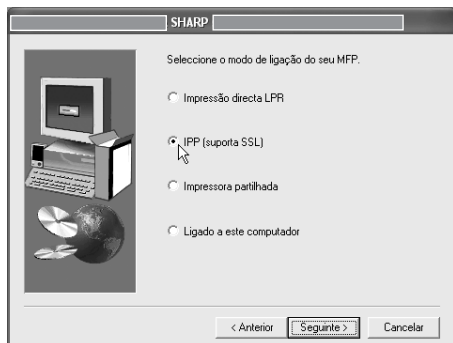 SHARP
Seleccione o modo de ligação do seu MFP.
Impressão directa LPR
IPP (suporta SSL)
Impressora partilhada
Ligado a este computador
< Anterior
Seguinte >
Cancelar